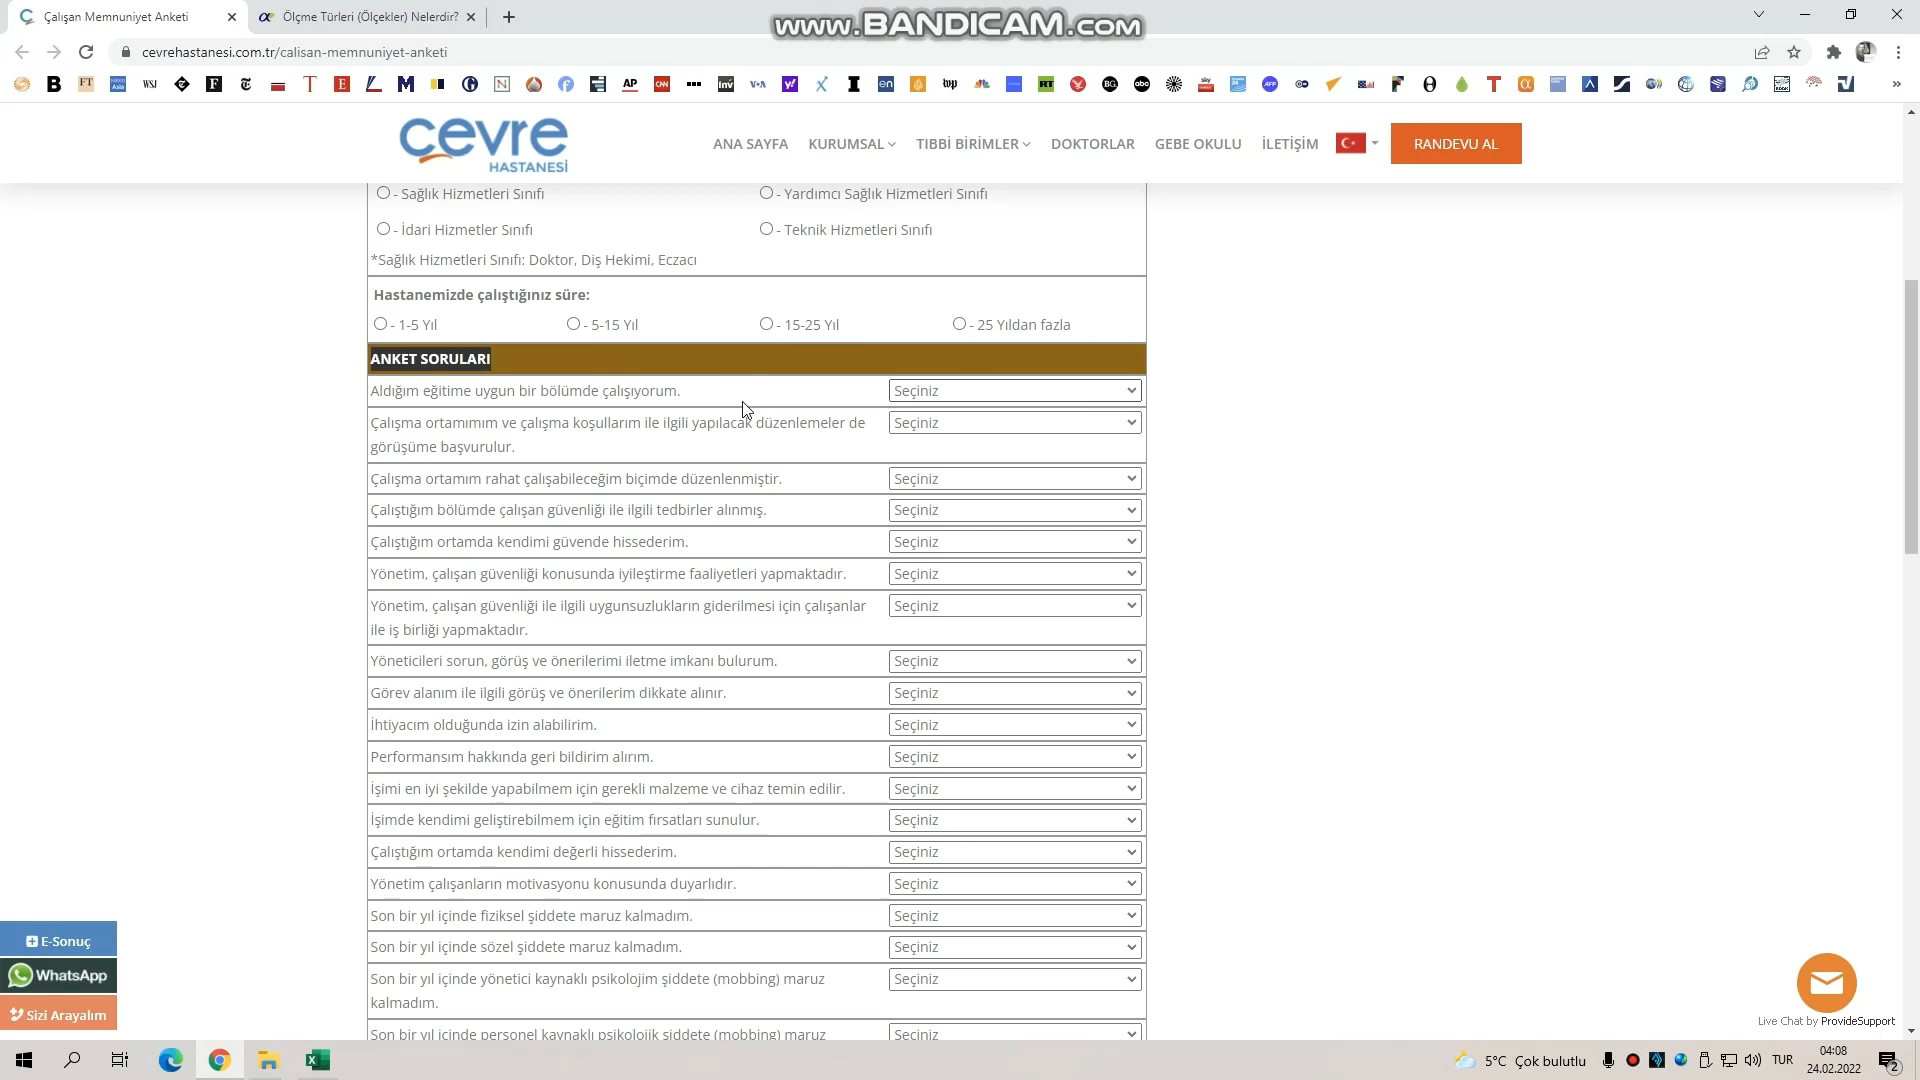 Çalışan Memnuniyet Anketi
Ölçme Türleri (Ölçekler) Nelerdir?
www.BANDICAM.com
cevrehastanesi.com.tr/calisan-memnuniyet-anketi
cevre
HASTANESİ
ANA SAYFA
KURUMSAL
TIBBİ BİRİMLER
DOKTORLAR
GEBE OKULU
İLETİŞİM
RANDEVU AL
- Sağlık Hizmetleri Sınıfı
- Yardımcı Sağlık Hizmetleri Sınıfı
- İdari Hizmetler Sınıfı
- Teknik Hizmetleri Sınıfı
*Sağlık Hizmetleri Sınıfı: Doktor, Diş Hekimi, Eczacı
Hastanemizde çalıştığınız süre:
- 1-5 Yıl
- 5-15 Yıl
- 15-25 Yıl
- 25 Yıldan fazla
ANKET SORULARI
Aldığım eğitime uygun bir bölümde çalışıyorum.
Seçiniz
Çalışma ortamımım ve çalışma koşullarım ile ilgili yapılacak düzenlemeler de
görüşüme başvurulur.
Seçiniz
Çalışma ortamım rahat çalışabileceğim biçimde düzenlenmiştir.
Seçiniz
Çalıştığım bölümde çalışan güvenliği ile ilgili tedbirler alınmış.
Seçiniz
Çalıştığım ortamda kendimi güvende hissederim.
Seçiniz
Yönetim, çalışan güvenliği konusunda iyileştirme faaliyetleri yapmaktadır.
Seçiniz
Yönetim, çalışan güvenliği ile ilgili uygunsuzlukların giderilmesi için çalışanlar
ile iş birliği yapmaktadır.
Seçiniz
Yöneticileri sorun, görüş ve önerilerimi iletme imkanı bulurum.
Seçiniz
Görev alanım ile ilgili görüş ve önerilerim dikkate alınır.
Seçiniz
İhtiyacım olduğunda izin alabilirim.
Seçiniz
Performansım hakkında geri bildirim alırım.
Seçiniz
İşimi en iyi şekilde yapabilmem için gerekli malzeme ve cihaz temin edilir.
Seçiniz
İşimde kendimi geliştirebilmem için eğitim fırsatları sunulur.
Seçiniz
Çalıştığım ortamda kendimi değerli hissederim.
Seçiniz
Yönetim çalışanların motivasyonu konusunda duyarlıdır.
Seçiniz
Son bir yıl içinde fiziksel şiddete maruz kalmadım.
Seçiniz
Son bir yıl içinde sözel şiddete maruz kalmadım.
Seçiniz
Son bir yıl içinde yönetici kaynaklı psikolojim şiddete (mobbing) maruz
kalmadım.
Seçiniz
Son bir yıl içinde personel kaynaklı psikolojik şiddete (mobbing) maruz
Seçiniz
E-Sonuç
WhatsApp
Sizi Arayalım
Live Chat by ProvideSupport
5°C Çok bulutlu
TUR
04:08
24.02.2022
2